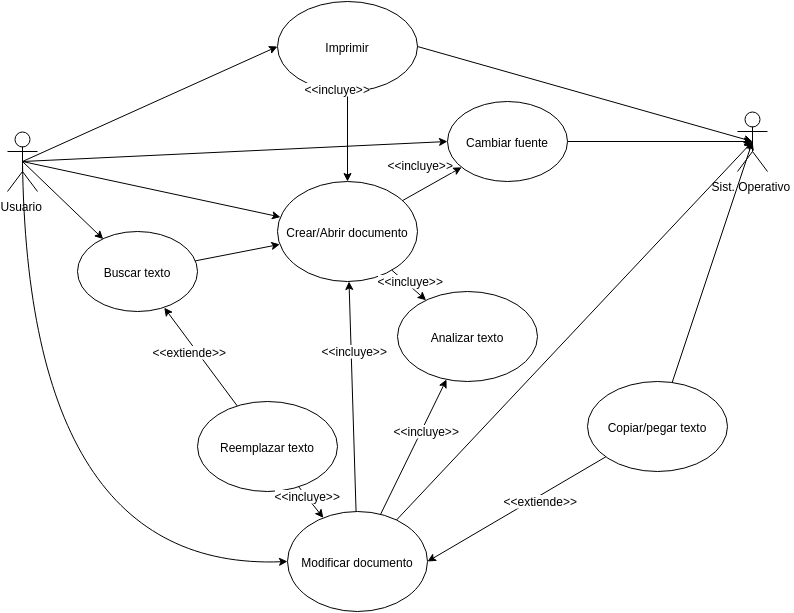 Imprimir
<<incluye>>
Cambiar fuente
<<incluye>>
Sist. Operativo
Usuario
Crear/Abrir documento
Buscar texto
<<incluye>>
Analizar texto
<<incluye>>
<<extiende>>
Copiar/pegar texto
<<incluye>>
Reemplazar texto
<<incluye>>
<<extiende>>
Modificar documento